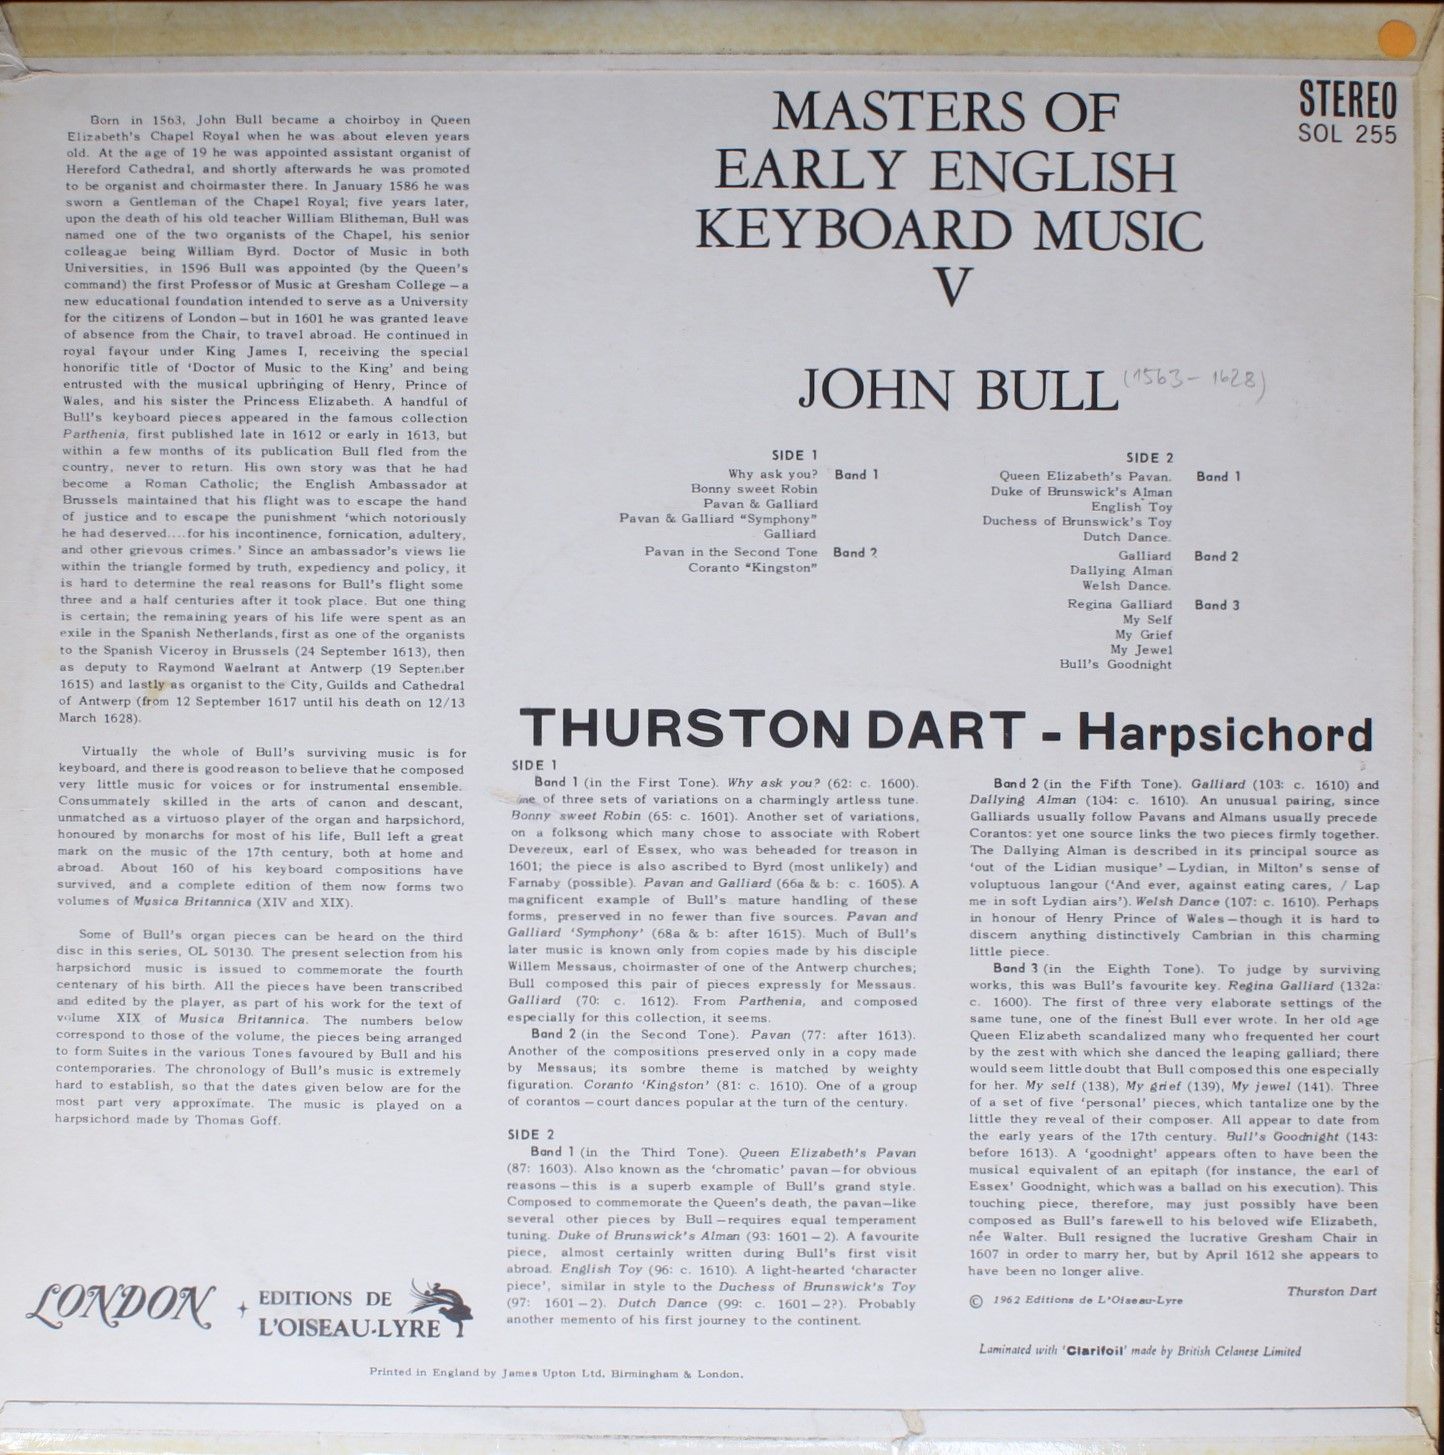 Born in 1563, John Bull became a choirboy in Queen
Elizabeth's Chapel Royal when he was about eleven years
old. At the age of 19 he was appointed assistant organist of
Hereford Cathedral, and shortly afterwards he was promoted
to be organist and choirmaster there. In January 1586 he was
sworn a Gentleman of the Chapel Royal; five years later,
upon the death of his old teacher William Blitheman, Bull was
named one of the two organists of the Chapel, his senior
colleague being William Byrd. Doctor of Music in both
Universities, in 1596 Bull was appointed (by the Queen's
command) the first Professor of Music at Gresham College — a
new educational foundation intended to serve as a University
for the citizens of London — but in 1601 he was granted leave
of absence from the Chair, to travel abroad. He continued in
royal favour under King James I, receiving the special
honorific title of 'Doctor of Music to the King' and being
entrusted with the musical upbringing of Henry, Prince of
Wales, and his sister the Princess Elizabeth. A handful of
Bull's keyboard pieces appeared in the famous collection
Parthenia, first published late in 1612 or early in 1613, but
within a few months of its publication Bull fled from the
country, never to return. His own story was that he had
become a Roman Catholic; the English Ambassador at
Brussels maintained that his flight was to escape the hand
of justice and to escape the punishment 'which notoriously
he had deserved....for his incontinence, fornication, adultery,
and other grievous crimes.' Since an ambassador's views lie
within the triangle formed by truth, expediency and policy, it
is hard to determine the real reasons for Bull's flight some
three and a half centuries after it took place. But one thing
is certain; the remaining years of his life were spent as an
exile in the Spanish Netherlands, first as one of the organists
to the Spanish Viceroy in Brussels (24 September 1613), then
as deputy to Raymond Waelrant at Antwerp (19 September
1615) and lastly as organist to the City, Guilds and Cathedral
of Antwerp (from 12 September 1617 until his death on 12/13
March 1628).
Virtually the whole of Bull's surviving music is for
keyboard, and there is good reason to believe that he composed
very little music for voices or for instrumental ensemble.
Consummately skilled in the arts of canon and descant,
unmatched as a virtuoso player of the organ and harpsichord,
honoured by monarchs for most of his life, Bull left a great
mark on the music of the 17th century, both at home and
abroad. About 160 of his keyboard compositions have
survived, and a complete edition of them now forms two
volumes of Musica Britannica (XIV and XIX).
Some of Bull's organ pieces can be heard on the third
disc in this series, OL 50130. The present selection from his
harpsichord music is issued to commemorate the fourth
centenary of his birth. All the pieces have been transcribed
and edited by the player, as part of his work for the text of
volume XIX of Musica Britannica. The numbers below
correspond to those of the volume, the pieces being arranged
to form Suites in the various Tones favoured by Bull and his
contemporaries. The chronology of Bull's music is extremely
hard to establish, so that the dates given below are for the
most part very approximate. The music is played on a
harpsichord made by Thomas Goff.
LONDON
EDITIONS DE
L'OISEAU-LYRE
Printed in England by James Upton Ltd. Birmingham & London.
STEREO
SOL 255
MASTERS OF
EARLY ENGLISH
KEYBOARD MUSIC
V
JOHN BULL (1563 - 1628)
SIDE 1
Why ask you? Band 1
Bonny sweet Robin
Pavan & Galliard
Pavan & Galliard "Symphony"
Galliard
Pavan in the Second Tone Band 2
Coranto "Kingston"
SIDE 2
Queen Elizabeth's Pavan. Band 1
Duke of Brunswick's Alman
English Toy
Duchess of Brunswick's Toy
Dutch Dance.
Galliard Band 2
Dallying Alman
Welsh Dance.
Regina Galliard Band 3
My Self
My Grief
My Jewel
Bull's Goodnight
THURSTON DART - Harpsichord
SIDE 1
Band 1 (in the First Tone). Why ask you? (62: c. 1600).
One of three sets of variations on a charmingly artless tune.
Bonny sweet Robin (65: c. 1601). Another set of variations,
on a folksong which many chose to associate with Robert
Devereux, earl of Essex, who was beheaded for treason in
1601; the piece is also ascribed to Byrd (most unlikely) and
Farnaby (possible). Pavan and Galliard (66a & b: c. 1605). A
magnificent example of Bull's mature handling of these
forms, preserved in no fewer than five sources. Pavan and
Galliard 'Symphony' (68a & b: after 1615). Much of Bull's
later music is known only from copies made by his disciple
Willem Messaus, choirmaster of one of the Antwerp churches;
Bull composed this pair of pieces expressly for Messaus.
Galliard (70: c. 1612). From Parthenia, and composed
especially for this collection, it seems.
Band 2 (in the Second Tone). Pavan (77: after 1613).
Another of the compositions preserved only in a copy made
by Messaus; its sombre theme is matched by weighty
figuration. Coranto 'Kingston' (81: c. 1610). One of a group
of corantos — court dances popular at the turn of the century.
SIDE 2
Band 1 (in the Third Tone). Queen Elizabeth's Pavan
(87: 1603). Also known as the 'chromatic' pavan — for obvious
reasons — this is a superb example of Bull's grand style.
Composed to commemorate the Queen's death, the pavan—like
several other pieces by Bull — requires equal temperament
tuning. Duke of Brunswick's Alman (93: 1601 — 2). A favourite
piece, almost certainly written during Bull's first visit
abroad. English Toy (96: c. 1610). A light-hearted 'character
piece', similar in style to the Duchess of Brunswick's Toy
(97: 1601 — 2). Dutch Dance (99: c. 1601 — 2?). Probably
another memento of his first journey to the continent.
Band 2 (in the Fifth Tone). Galliard (103: c. 1610) and
Dallying Alman (104: c. 1610). An unusual pairing, since
Galliards usually follow Pavans and Almans usually precede
Corantos: yet one source links the two pieces firmly together.
The Dallying Alman is described in its principal source as
'out of the Lidian musique' — Lydian, in Milton's sense of
voluptuous langour ('And ever, against eating cares, / Lap
me in soft Lydian airs'). Welsh Dance (107: c. 1610). Perhaps
in honour of Henry Prince of Wales — though it is hard to
discern anything distinctively Cambrian in this charming
little piece.
Band 3 (in the Eighth Tone). To judge by surviving
works, this was Bull's favourite key. Regina Galliard (132a:
c. 1600). The first of three very elaborate settings of the
same tune, one of the finest Bull ever wrote. In her old age
Queen Elizabeth scandalized many who frequented her court
by the zest with which she danced the leaping galliard; there
would seem little doubt that Bull composed this one especially
for her. My self (138), My grief (139), My jewel (141). Three
of a set of five 'personal' pieces, which tantalize one by the
little they reveal of their composer. All appear to date from
the early years of the 17th century. Bull's Goodnight (143:
before 1613). A 'goodnight' appears often to have been the
musical equivalent of an epitaph (for instance, the earl of
Essex' Goodnight, which was a ballad on his execution). This
touching piece, therefore, may just possibly have been
composed as Bull's farewell to his beloved wife Elizabeth,
née Walter. Bull resigned the lucrative Gresham Chair in
1607 in order to marry her, but by April 1612 she appears to
have been no longer alive.
Thurston Dart
© 1962 Editions de L'Oiseau-Lyre
Laminated with 'Clarifoil' made by British Celanese Limited